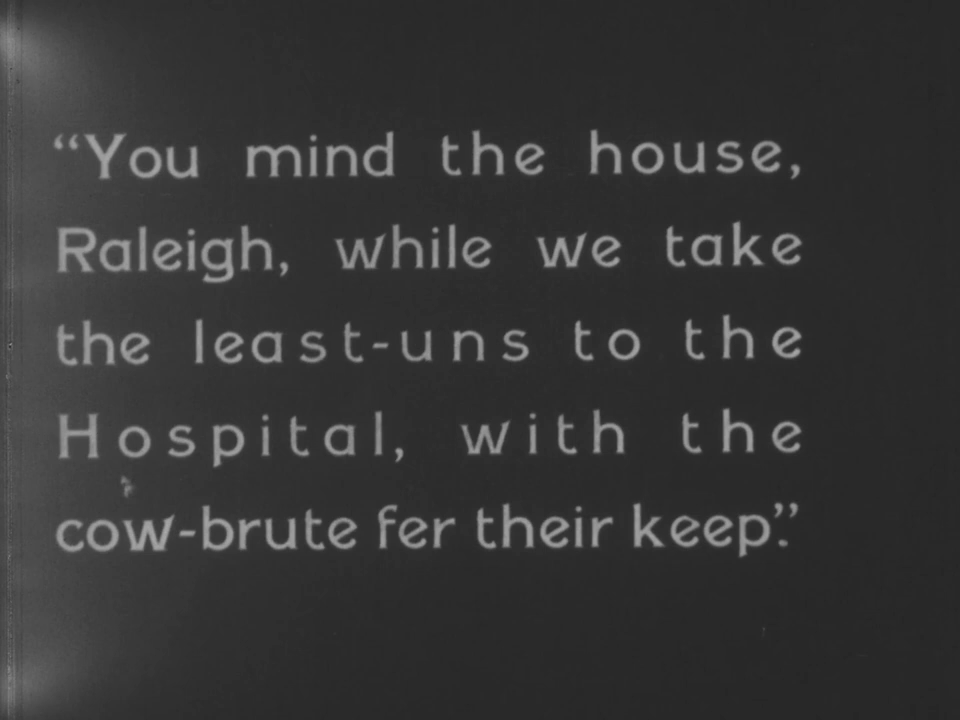 “You mind the house,
Raleigh, while we take
the least-uns to the
Hospital, with the
cow-brute fer their keep.”